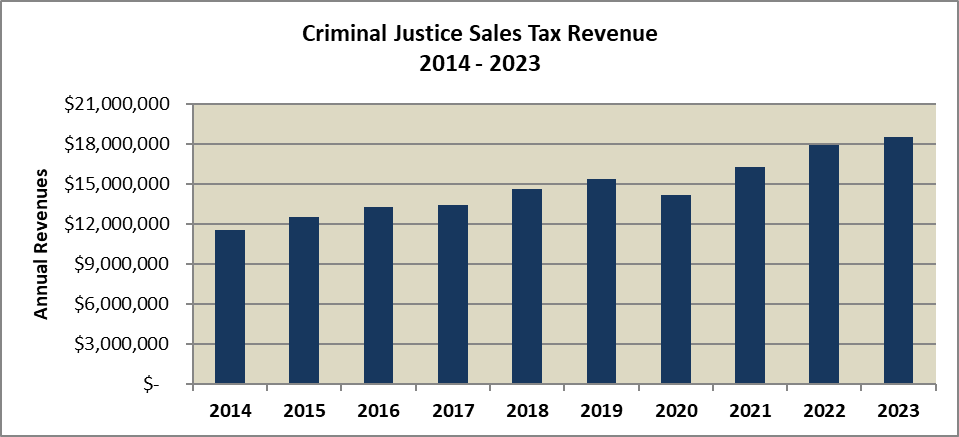 Criminal Justice Sales Tax Revenue
2014 - 2023
Annual Revenues
$21,000,000
$18,000,000
$15,000,000
$12,000,000
$9,000,000
$6,000,000
$3,000,000
$-
2014 2015 2016 2017 2018 2019 2020 2021 2022 2023